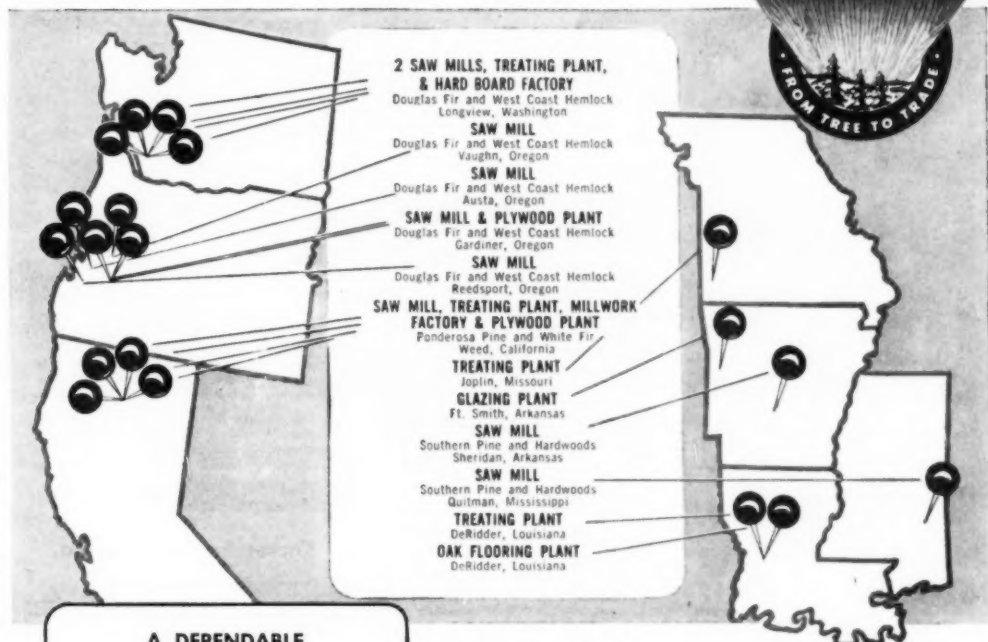 FROM TREE TO TRADE
2 SAW MILLS, TREATING PLANT,
& HARD BOARD FACTORY
Douglas Fir and West Coast Hemlock
Longview, Washington
SAW MILL
Douglas Fir and West Coast Hemlock
Vaughn, Oregon
SAW MILL
Douglas Fir and West Coast Hemlock
Austa, Oregon
SAW MILL & PLYWOOD PLANT
Douglas Fir and West Coast Hemlock
Gardiner, Oregon
SAW MILL
Douglas Fir and West Coast Hemlock
Reedsport, Oregon
SAW MILL, TREATING PLANT, MILLWORK
FACTORY & PLYWOOD PLANT
Ponderosa Pine and White Fir
Weed, California
TREATING PLANT
Joplin, Missouri
GLAZING PLANT
Ft. Smith, Arkansas
SAW MILL
Southern Pine and Hardwoods
Sheridan, Arkansas
SAW MILL
Southern Pine and Hardwoods
Quitman, Mississippi
TREATING PLANT
DeRidder, Louisiana
OAK FLOORING PLANT
DeRidder, Louisiana
A DEPENDABLE